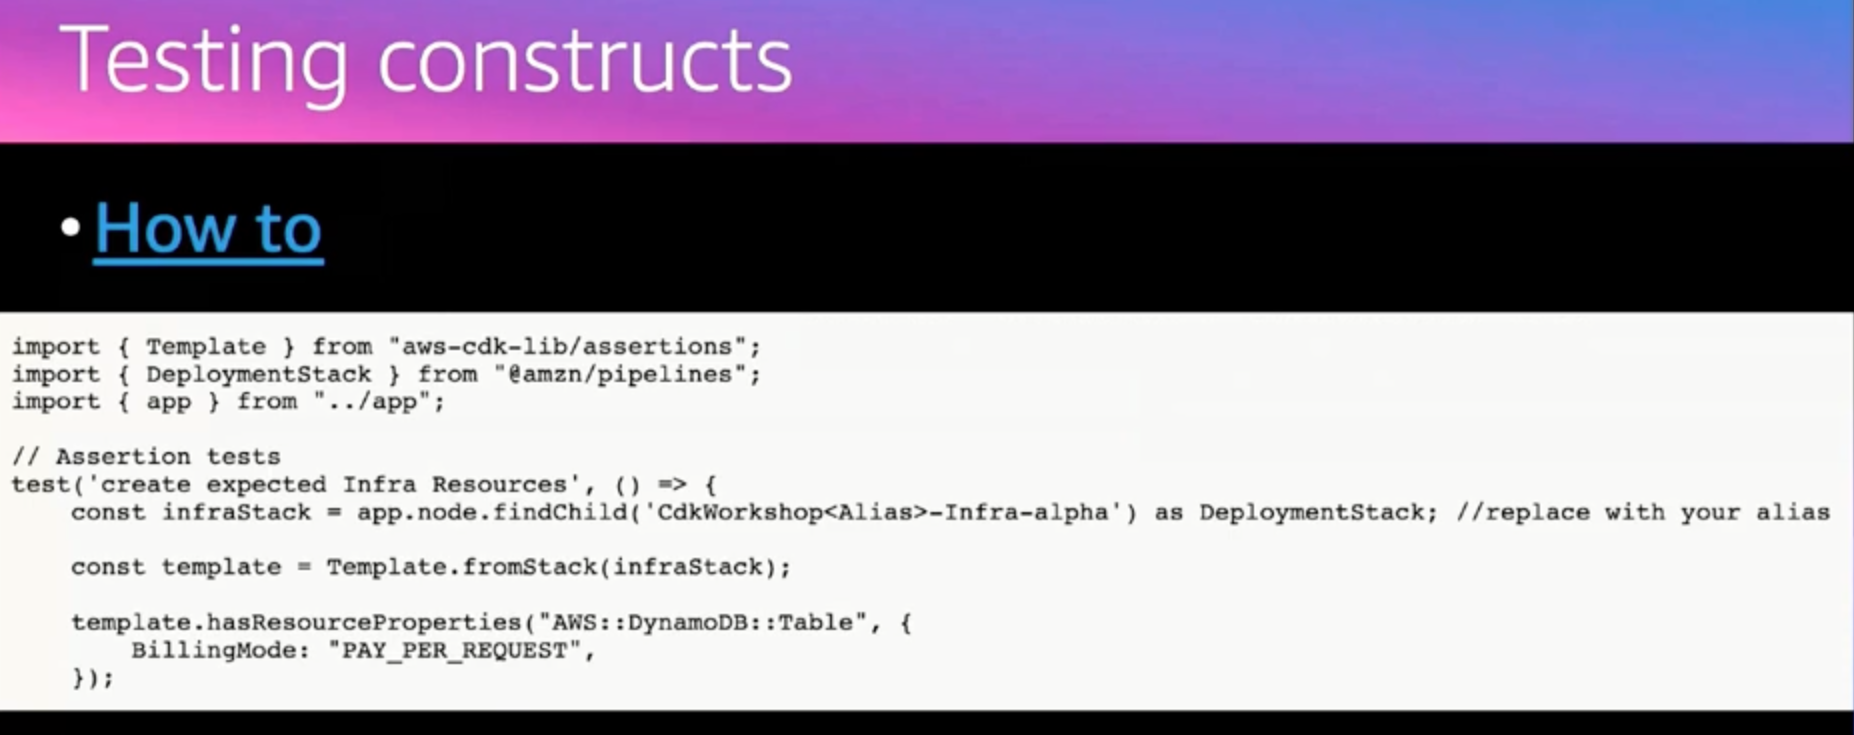 Testing constructs
• How to
import { Template } from "aws-cdk-lib/assertions";
import { DeploymentStack } from "@amzn/pipelines";
import { app } from "../app";
// Assertion tests
test('create expected Infra Resources', () => {
    const infraStack = app.node.findChild('CdkWorkshop<Alias>-Infra-alpha') as DeploymentStack; //replace with your alias
    const template = Template.fromStack(infraStack);
    template.hasResourceProperties("AWS::DynamoDB::Table", {
        BillingMode: "PAY_PER_REQUEST",
    });